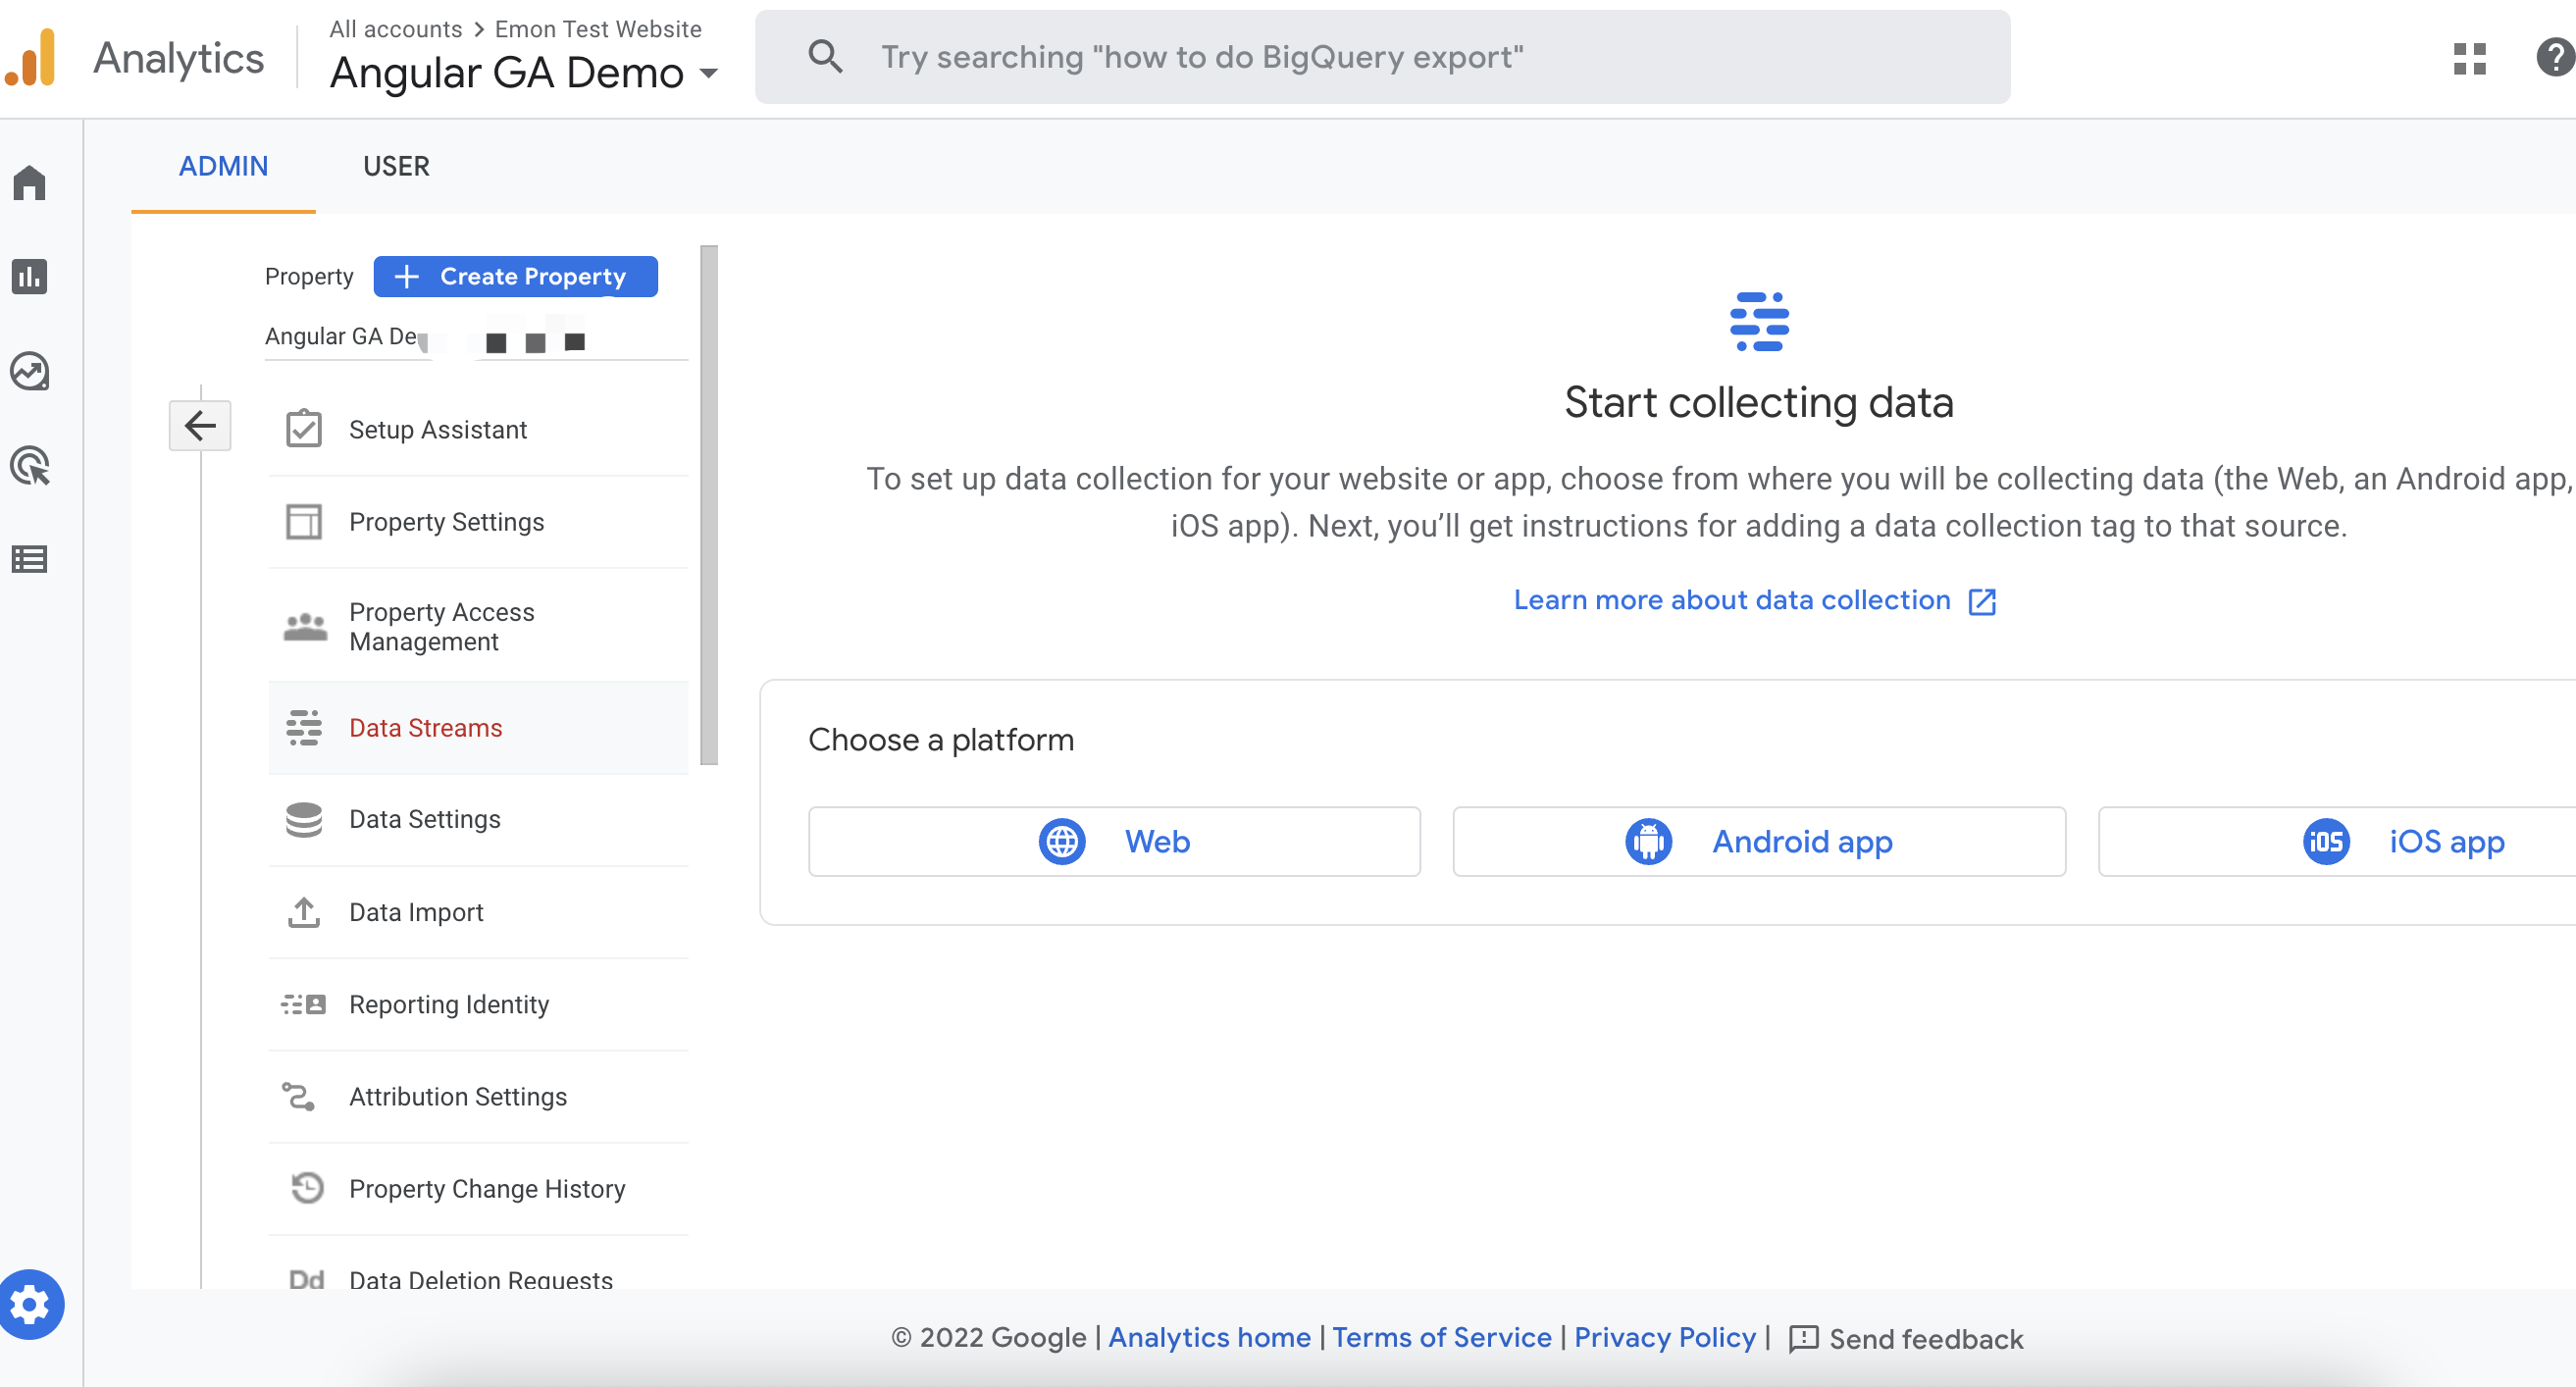 Analytics
All accounts > Emon Test Website
Angular GA Demo
Try searching "how to do BigQuery export"
ADMIN
USER
Property
+ Create Property
Angular GA De
Setup Assistant
Property Settings
Property Access
Management
Data Streams
Data Settings
Data Import
Reporting Identity
Attribution Settings
Property Change History
Dd Data Deletion Requests
Start collecting data
To set up data collection for your website or app, choose from where you will be collecting data (the Web, an Android app,
iOS app). Next, you’ll get instructions for adding a data collection tag to that source.
Learn more about data collection
Choose a platform
Web
Android app
iOS iOS app
© 2022 Google | Analytics home | Terms of Service | Privacy Policy | Send feedback